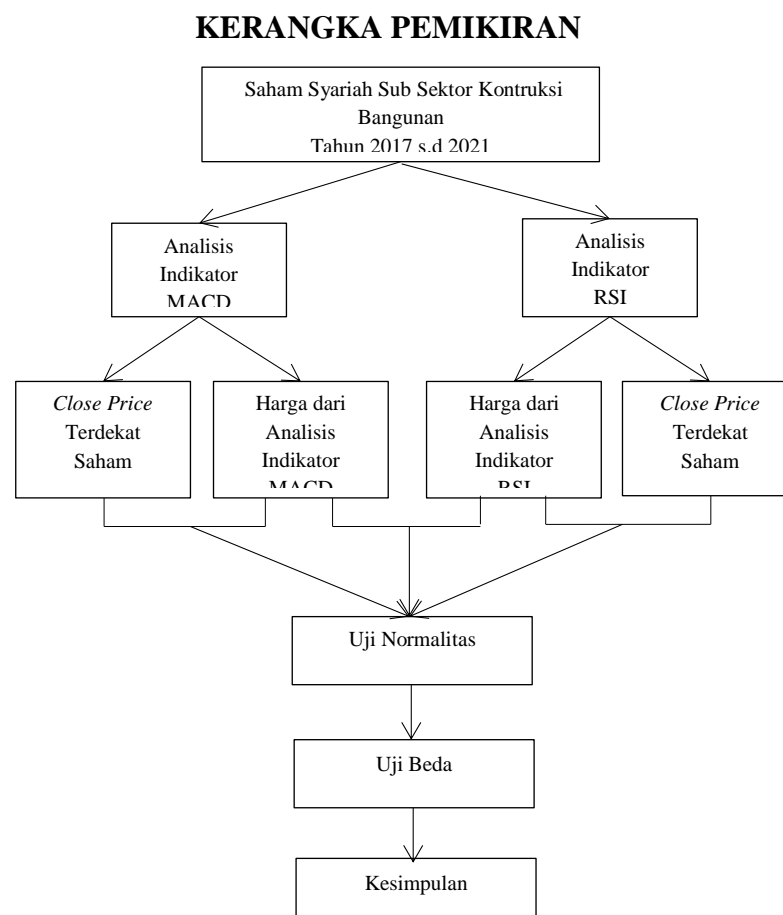 KERANGKA PEMIKIRAN
Saham Syariah Sub Sektor Kontruksi
Bangunan
Tahun 2017 s.d 2021
Analisis
Indikator
MACD
Analisis
Indikator
RSI
Close Price
Terdekat
Saham
Harga dari
Analisis
Indikator
MACD
Harga dari
Analisis
Indikator
RSI
Close Price
Terdekat
Saham
Uji Normalitas
Uji Beda
Kesimpulan